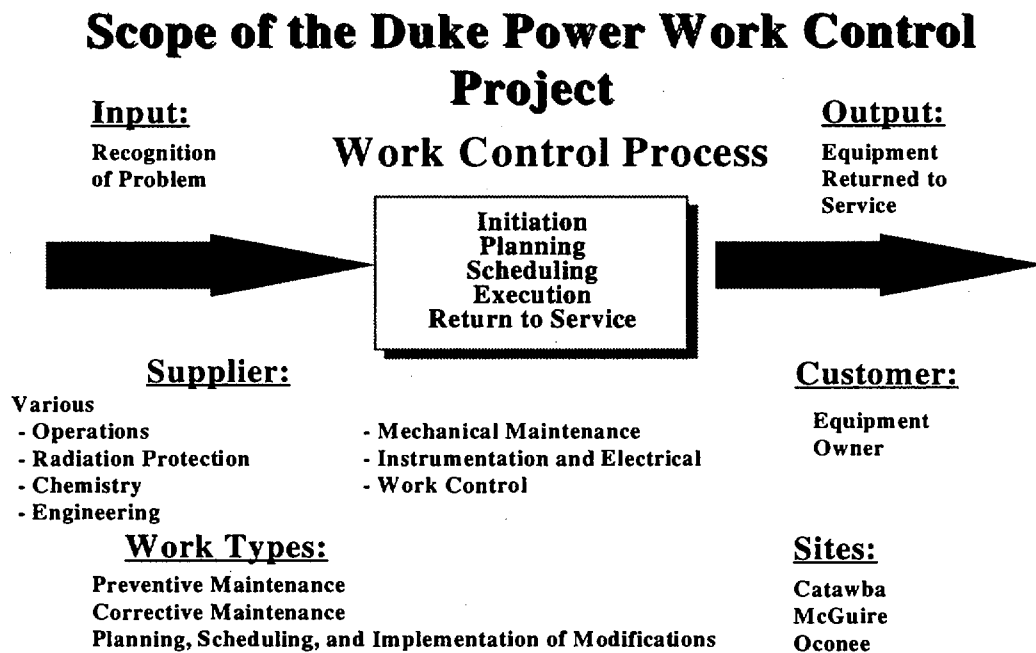 Scope of the Duke Power Work Control
Project
Input:
Recognition
of Problem
Work Control Process
Output:
Equipment
Returned to
Service
Initiation
Planning
Scheduling
Execution
Return to Service
Supplier:
Various
- Operations
- Radiation Protection
- Chemistry
- Engineering
- Mechanical Maintenance
- Instrumentation and Electrical
- Work Control
Customer:
Equipment
Owner
Work Types:
Preventive Maintenance
Corrective Maintenance
Planning, Scheduling, and Implementation of Modifications
Sites:
Catawba
McGuire
Oconee